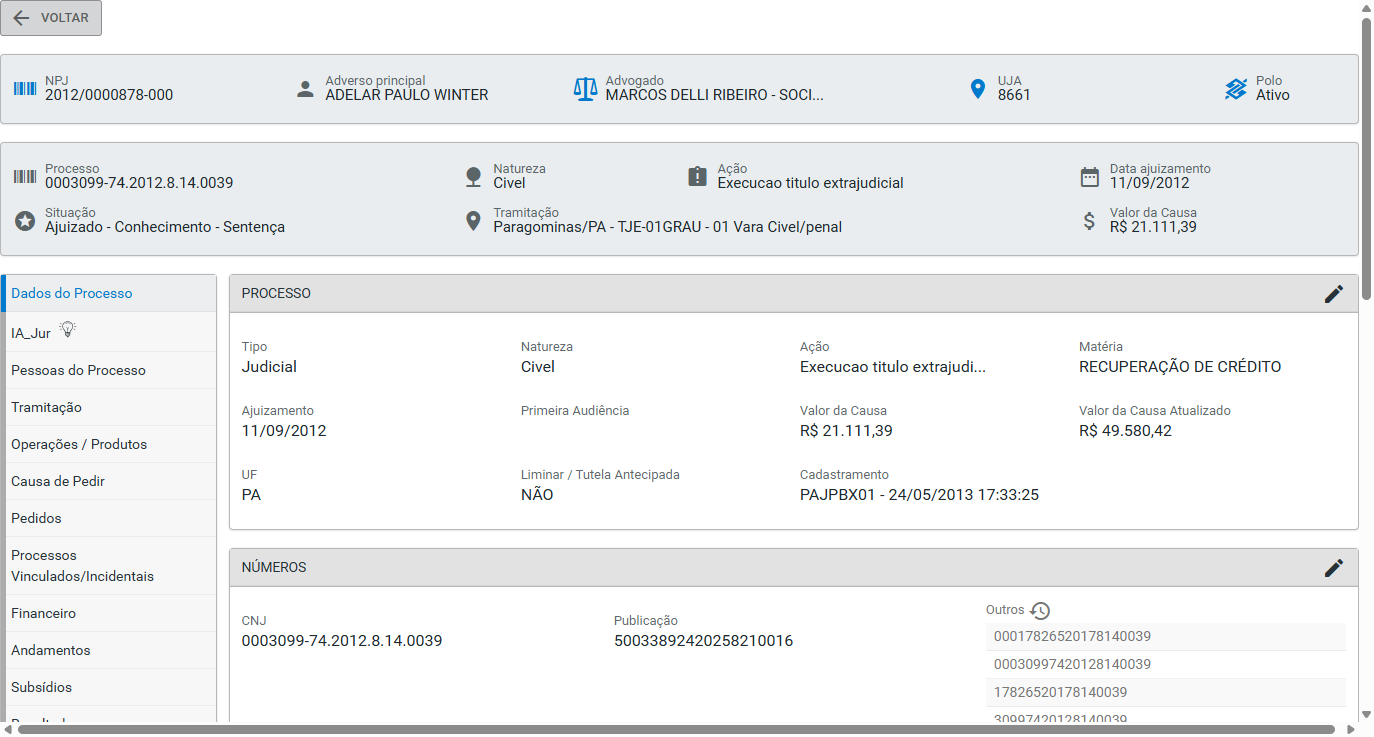 VOLTAR
NPJ
2012/0000878-000
Adverso principal
ADELAR PAULO WINTER
Advogado
MARCOS DELLI RIBEIRO - SOCI...
UJA
8661
Polo
Ativo
Processo
0003099-74.2012.8.14.0039
Natureza
Civel
Ação
Execucao titulo extrajudicial
Data ajuizamento
11/09/2012
Situação
Ajuizado - Conhecimento - Sentença
Tramitação
Paragominas/PA - TJE-01GRAU - 01 Vara Civel/penal
Valor da Causa
R$ 21.111,39
Dados do Processo
IA_Jur
Pessoas do Processo
Tramitação
Operações / Produtos
Causa de Pedir
Pedidos
Processos
Vinculados/Incidentais
Financeiro
Andamentos
Subsídios
PROCESSO
Tipo
Judicial
Natureza
Civel
Ação
Execucao titulo extrajudi...
Matéria
RECUPERAÇÃO DE CRÉDITO
Ajuizamento
11/09/2012
Primeira Audiência
Valor da Causa
R$ 21.111,39
Valor da Causa Atualizado
R$ 49.580,42
UF
PA
Liminar / Tutela Antecipada
NÃO
Cadastramento
PAJPBX01 - 24/05/2013 17:33:25
NÚMEROS
CNJ
0003099-74.2012.8.14.0039
Publicação
50033892420258210016
Outros
00017826520178140039
00030997420128140039
17826520178140039
30997420128140039